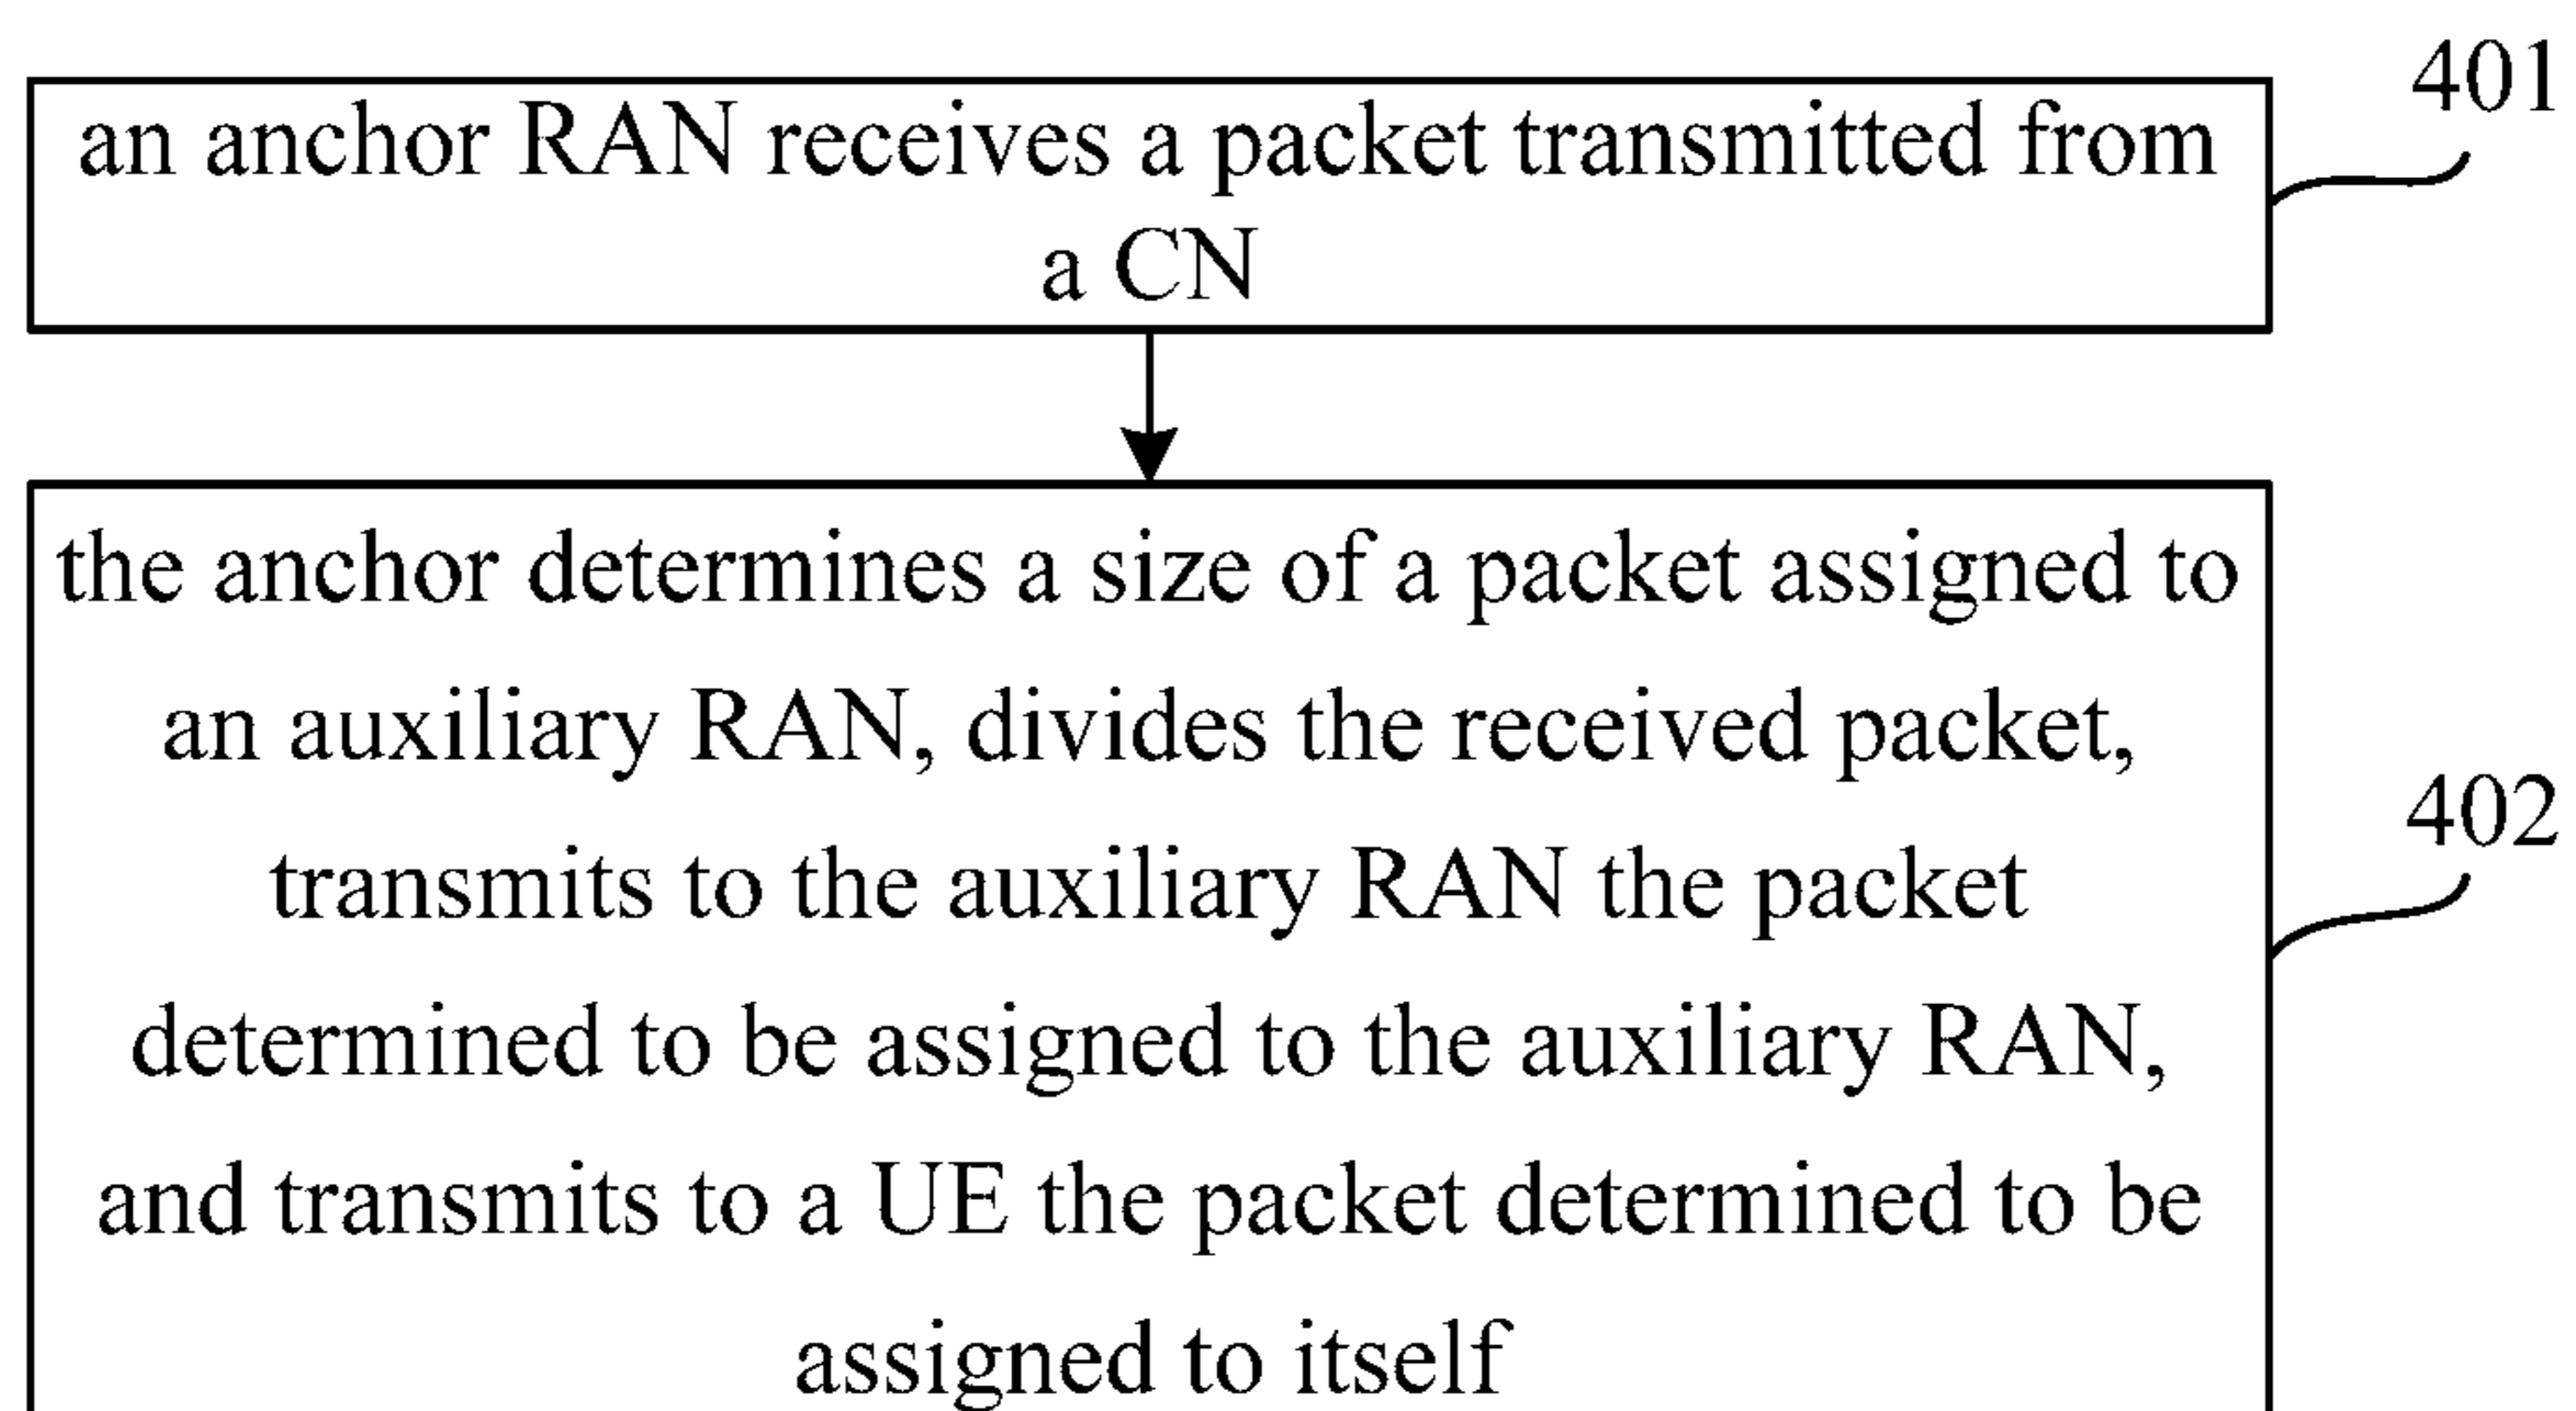 401
an anchor RAN receives a packet transmitted from
a CN
the anchor determines a size of a packet assigned to
an auxiliary RAN, divides the received packet,
transmits to the auxiliary RAN the packet
402
determined to be assigned to the auxiliary RAN,
and transmits to a UE the packet determined to be
assigned to itself